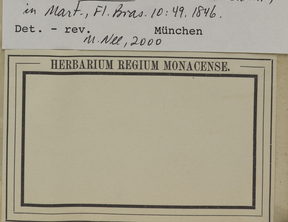 in Mart., Fl. Bras. 10:49. 1846.
Det. - rev. München
M. Nee, 2000
HERBARIUM REGIUM MONACENSE.